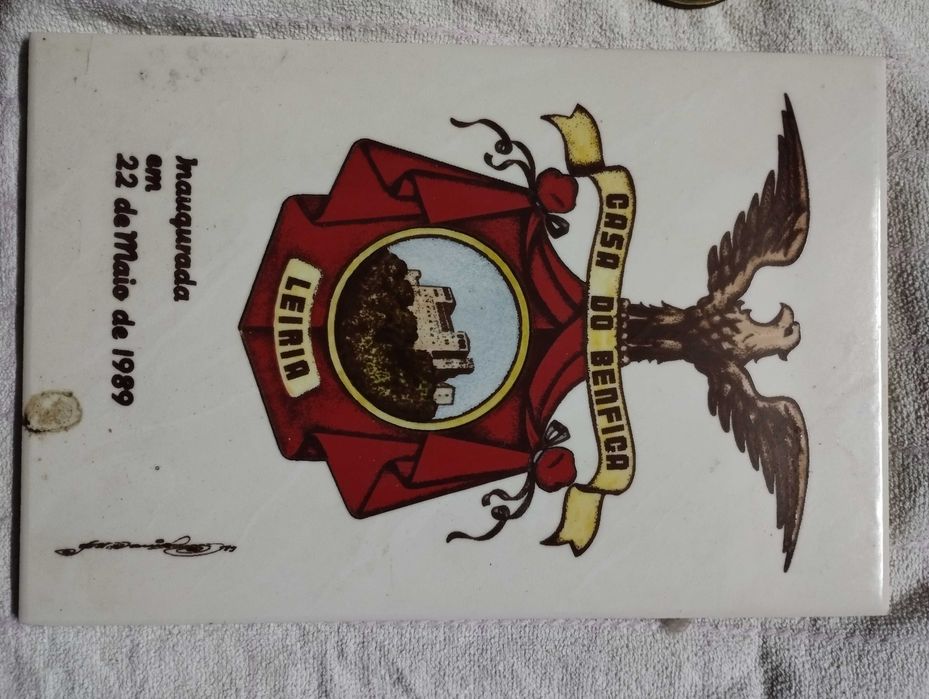 CASA DO BENFICA
LEIRIA
Inaugurada
em
22 de Maio de 1989